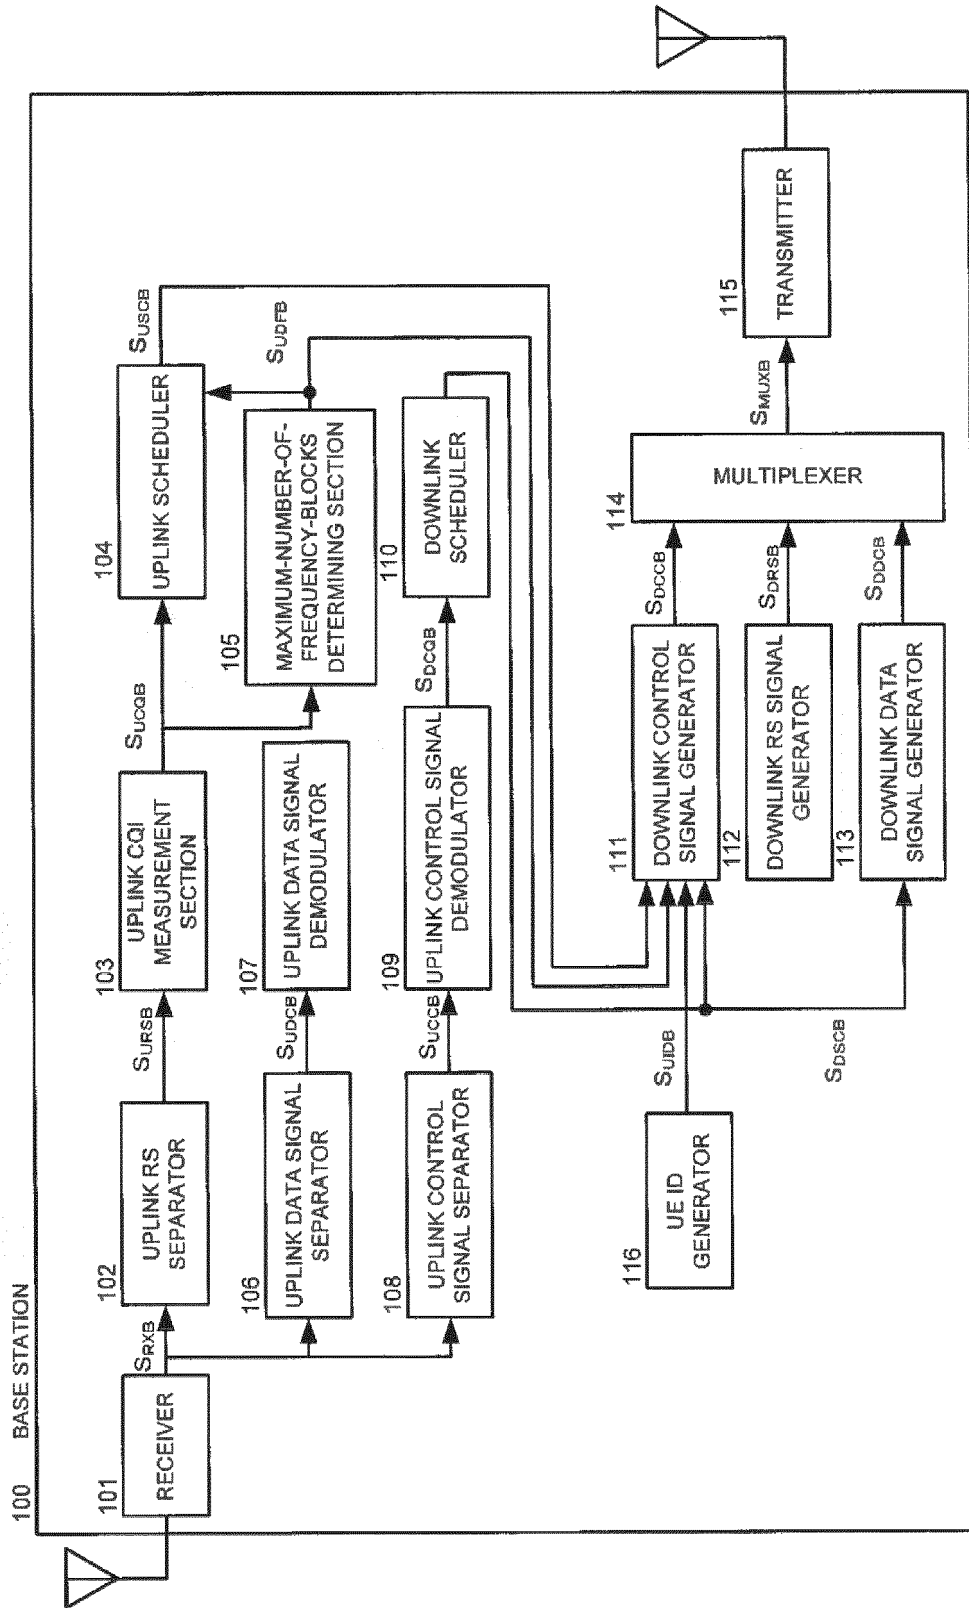 100 BASE STATION
101
RECEIVER
SRXB
102
UPLINK RS
SEPARATOR
SURSB
103
UPLINK CQI
MEASUREMENT
SECTION
SUCQB
104
UPLINK SCHEDULER
SUSCB
105
MAXIMUM-NUMBER-OF-
FREQUENCY-BLOCKS
DETERMINING SECTION
SUDFB
106
UPLINK DATA SIGNAL
SEPARATOR
SUDCB
107
UPLINK DATA SIGNAL
DEMODULATOR
108
UPLINK CONTROL
SIGNAL SEPARATOR
SUCCB
109
UPLINK CONTROL SIGNAL
DEMODULATOR
SDCQB
110
DOWNLINK
SCHEDULER
116
UE ID
GENERATOR
SUIDB
SDSCB
111
DOWNLINK CONTROL
SIGNAL GENERATOR
SDCCB
112
DOWNLINK RS SIGNAL
GENERATOR
SDRSB
113
DOWNLINK DATA
SIGNAL GENERATOR
SDDCB
114
MULTIPLEXER
SMUXB
115
TRANSMITTER